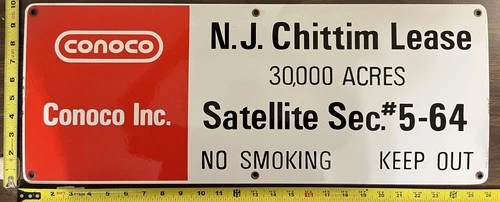 conoco
Conoco Inc.
N.J. Chittim Lease
30,000 ACRES
Satellite Sec.#5-64
NO SMOKING KEEP OUT